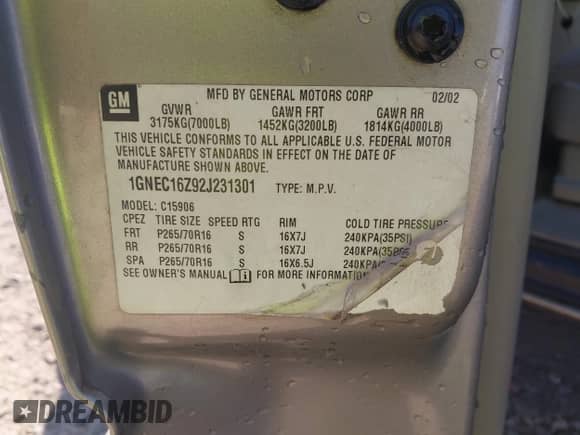 GM
MFD BY GENERAL MOTORS CORP 02/02
GVWR GAWR FRT GAWR RR
3175KG(7000LB) 1452KG(3200LB) 1814KG(4000LB)
THIS VEHICLE CONFORMS TO ALL APPLICABLE U.S. FEDERAL MOTOR
VEHICLE SAFETY STANDARDS IN EFFECT ON THE DATE OF
MANUFACTURE SHOWN ABOVE.
1GNEC16Z92J231301 TYPE: M.P.V.
MODEL: C15906
CPEZ TIRE SIZE SPEED RTG RIM COLD TIRE PRESSURE
FRT P265/70R16 S 16X7J 240KPA(35PSI)
RR P265/70R16 S 16X7J 240KPA(35PSI
SPA P265/70R16 S 16X6.5J 240KPA(
SEE OWNER'S MANUAL FOR MORE INFORMATION
DREAMBID